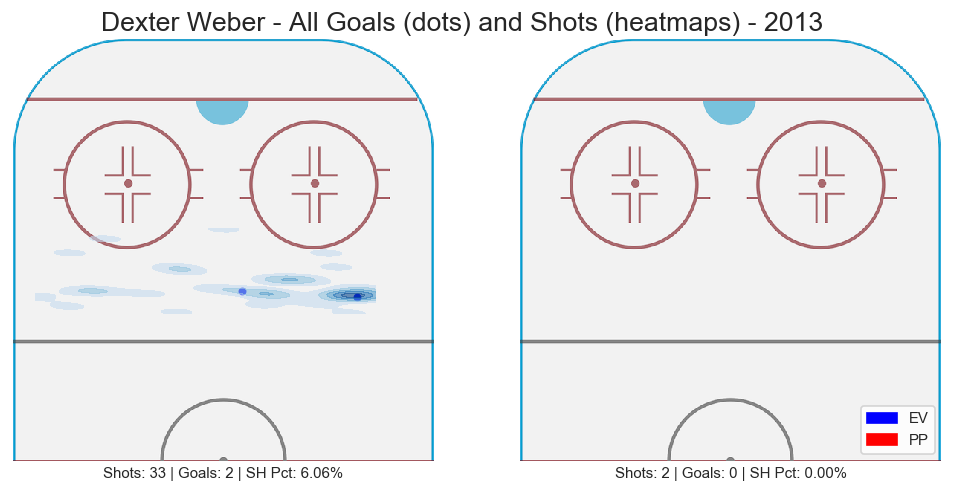 Dexter Weber - All Goals (dots) and Shots (heatmaps) - 2013
EV
PP
Shots: 33 | Goals: 2 | SH Pct: 6.06%
Shots: 2 | Goals: 0 | SH Pct: 0.00%